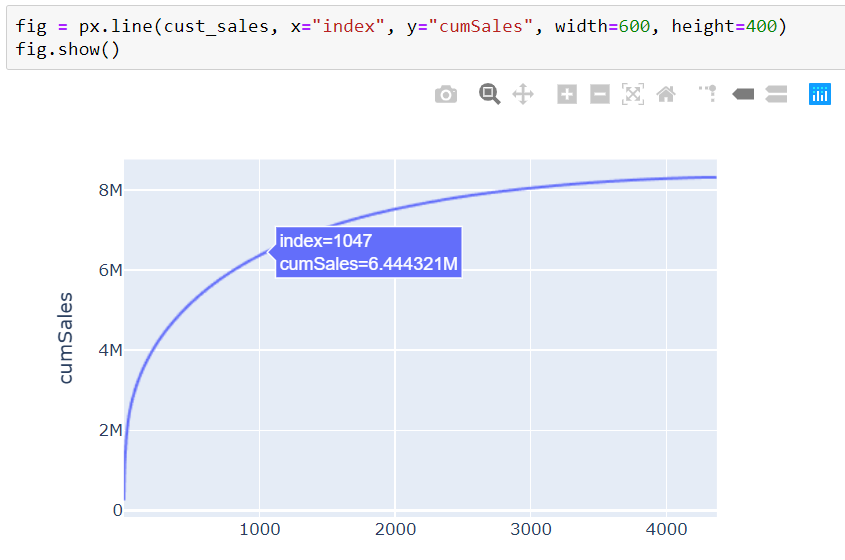 fig = px.line(cust_sales, x="index", y="cumSales", width=600, height=400)
fig.show()
8M
6M
4M
2M
0
cumSales
index=1047
cumSales=6.444321M
1000
2000
3000
4000